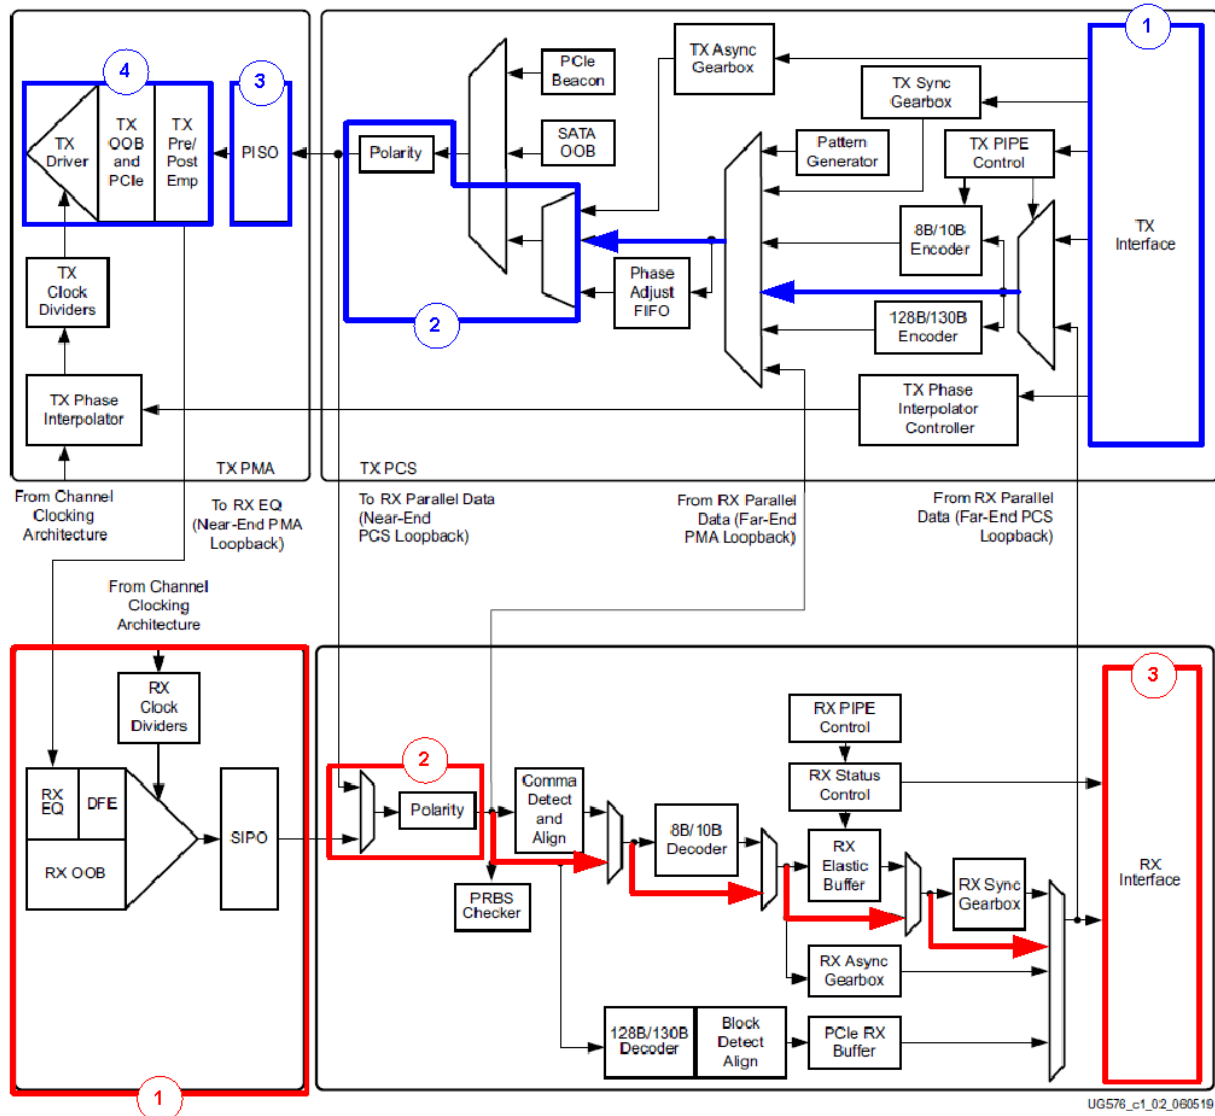 1
4
3
TX
Driver
TX
OOB
and
PCIe
TX
Pre/
Post
Emp
PISO
Polarity
PCIe
Beacon
SATA
OOB
TX Async
Gearbox
TX Sync
Gearbox
Pattern
Generator
TX PIPE
Control
8B/10B
Encoder
TX
Interface
Phase
Adjust
FIFO
128B/130B
Encoder
2
TX
Clock
Dividers
TX Phase
Interpolator
TX Phase
Interpolator
Controller
TX PMA
TX PCS
From Channel
Clocking
Architecture
To RX EQ
(Near-End PMA
Loopback)
To RX Parallel Data
(Near-End
PCS Loopback)
From RX Parallel
Data (Far-End
PMA Loopback)
From RX Parallel
Data (Far-End PCS
Loopback)
From Channel
Clocking
Architecture
RX
Clock
Dividers
RX
EQ
DFE
RX OOB
SIPO
2
Polarity
PRBS
Checker
Comma
Detect
and
Align
8B/10B
Decoder
RX PIPE
Control
RX Status
Control
RX
Elastic
Buffer
RX Sync
Gearbox
RX Async
Gearbox
128B/130B
Decoder
Block
Detect
Align
PCIe RX
Buffer
3
RX
Interface
1
UG576_c1_02_060519